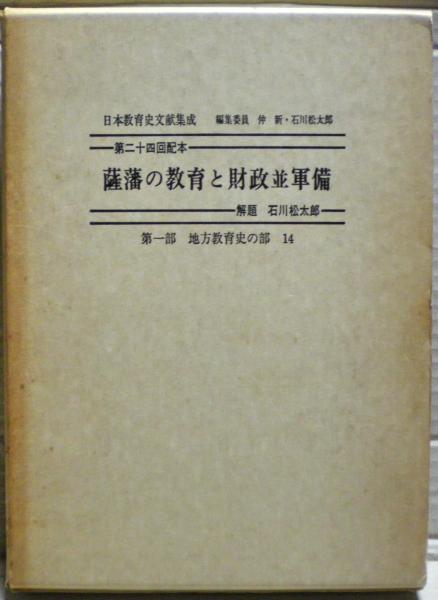 日本教育史文献集成 編集委員 仲 新・石川松太郎
第二十四回配本
薩藩の教育と財政並軍備
解題 石川松太郎
第一部 地方教育史の部 14